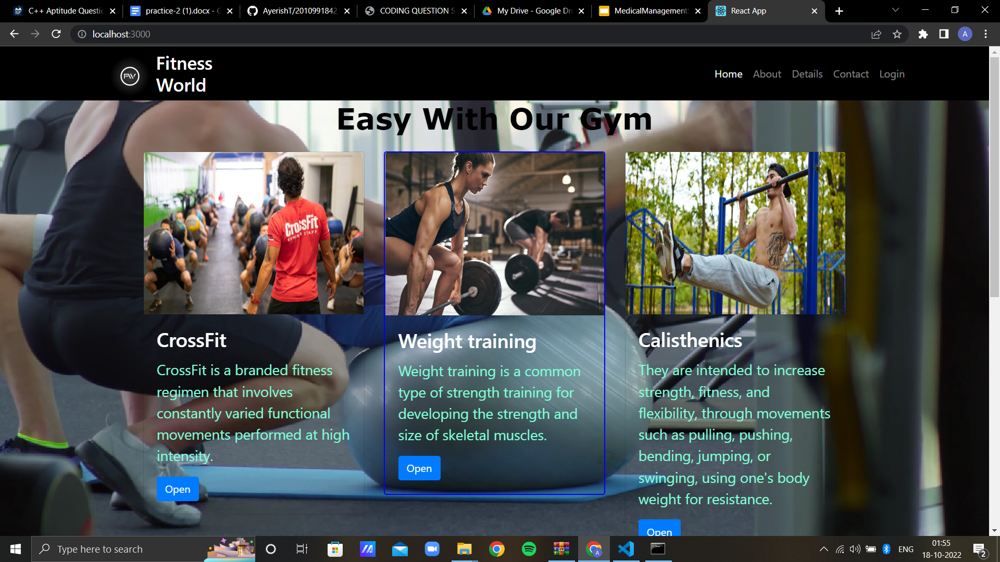 C++ Aptitude Questio
practice-2 (1).docx - G
AyerishT/2010991842
CODING QUESTION 5
My Drive - Google Dri
MedicalManagementS
React App
localhost:3000
A
Fitness
World
Home About Details Contact Login
Easy With Our Gym
CrossFit
SEMINAR STAFF
CrossFit
CrossFit is a branded fitness
regimen that involves
constantly varied functional
movements performed at high
intensity.
Open
Weight training
Weight training is a common
type of strength training for
developing the strength and
size of skeletal muscles.
Open
Calisthenics
They are intended to increase
strength, fitness, and
flexibility, through movements
such as pulling, pushing,
bending, jumping, or
swinging, using one's body
weight for resistance.
Open
Type here to search
A
ENG
01:55
18-10-2022
2